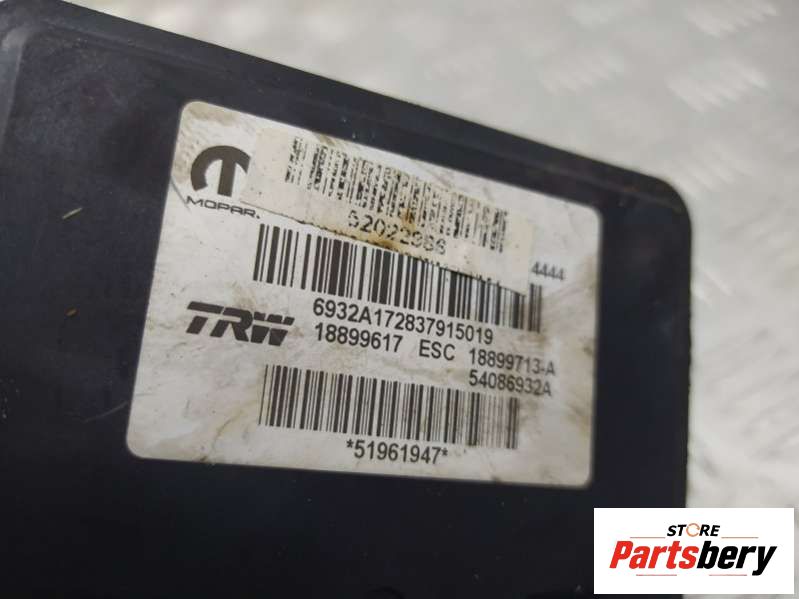 MOPAR.
4444
6932A172837915019
TRW
18899617 ESC 18899713-A
54086932A
*51961947*
STORE
Partsbery